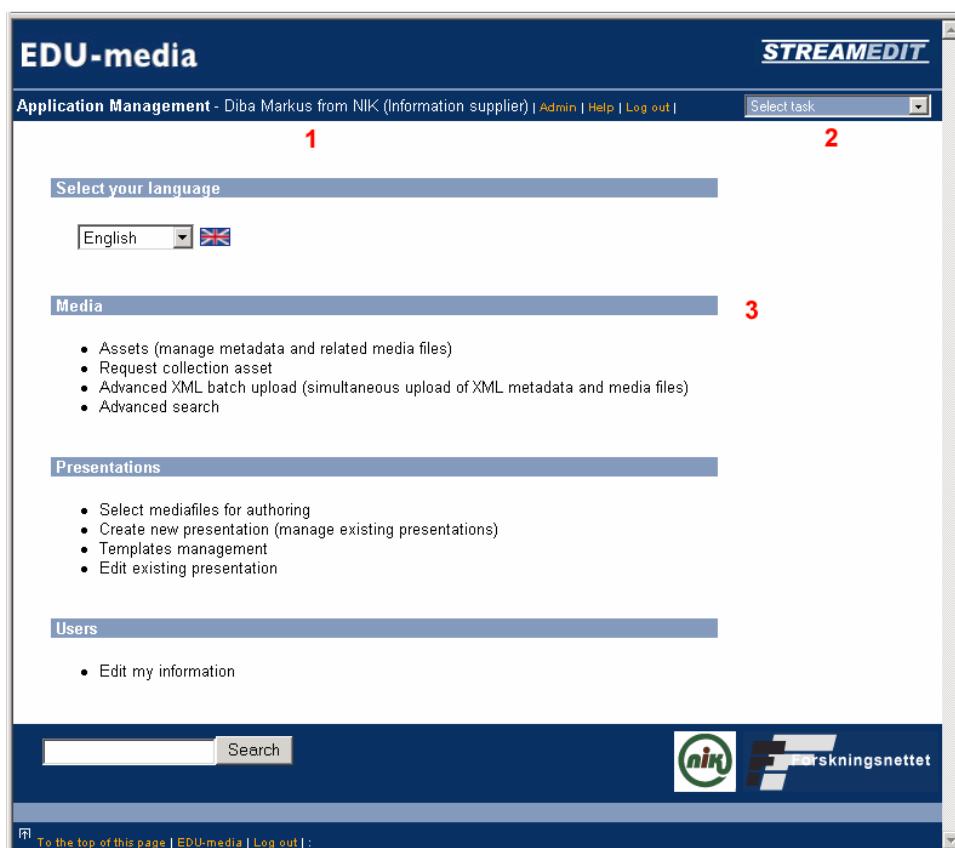 EDU-media
STREAMEDIT
Application Management - Diba Markus from NIK (Information supplier) | Admin | Help | Log out |
Select task
1
2
Select your language
English
Media
3
• Assets (manage metadata and related media files)
• Request collection asset
• Advanced XML batch upload (simultaneous upload of XML metadata and media files)
• Advanced search
Presentations
• Select mediafiles for authoring
• Create new presentation (manage existing presentations)
• Templates management
• Edit existing presentation
Users
• Edit my information
Search
nik
Forskningsnettet
To the top of this page | EDU-media | Log out | :